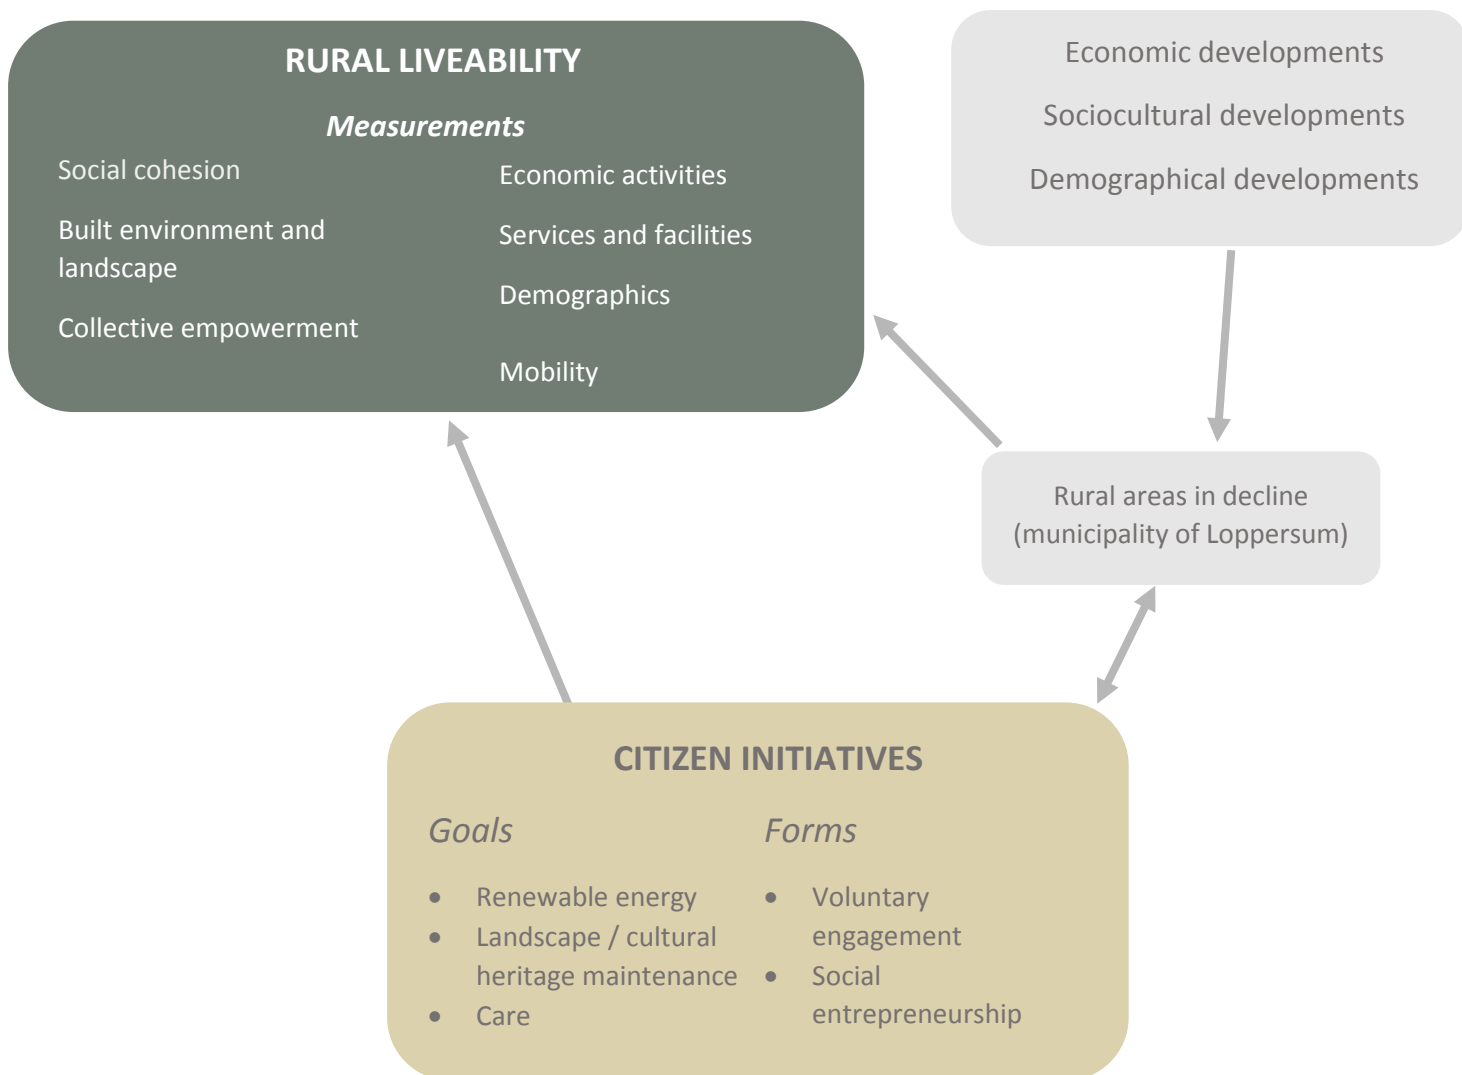 RURAL LIVEABILITY
Measurements
Social cohesion
Built environment and
landscape
Collective empowerment
Economic activities
Services and facilities
Demographics
Mobility
Economic developments
Sociocultural developments
Demographical developments
Rural areas in decline
(municipality of Loppersum)
CITIZEN INITIATIVES
Goals
• Renewable energy
• Landscape / cultural
heritage maintenance
• Care
Forms
• Voluntary
engagement
• Social
entrepreneurship